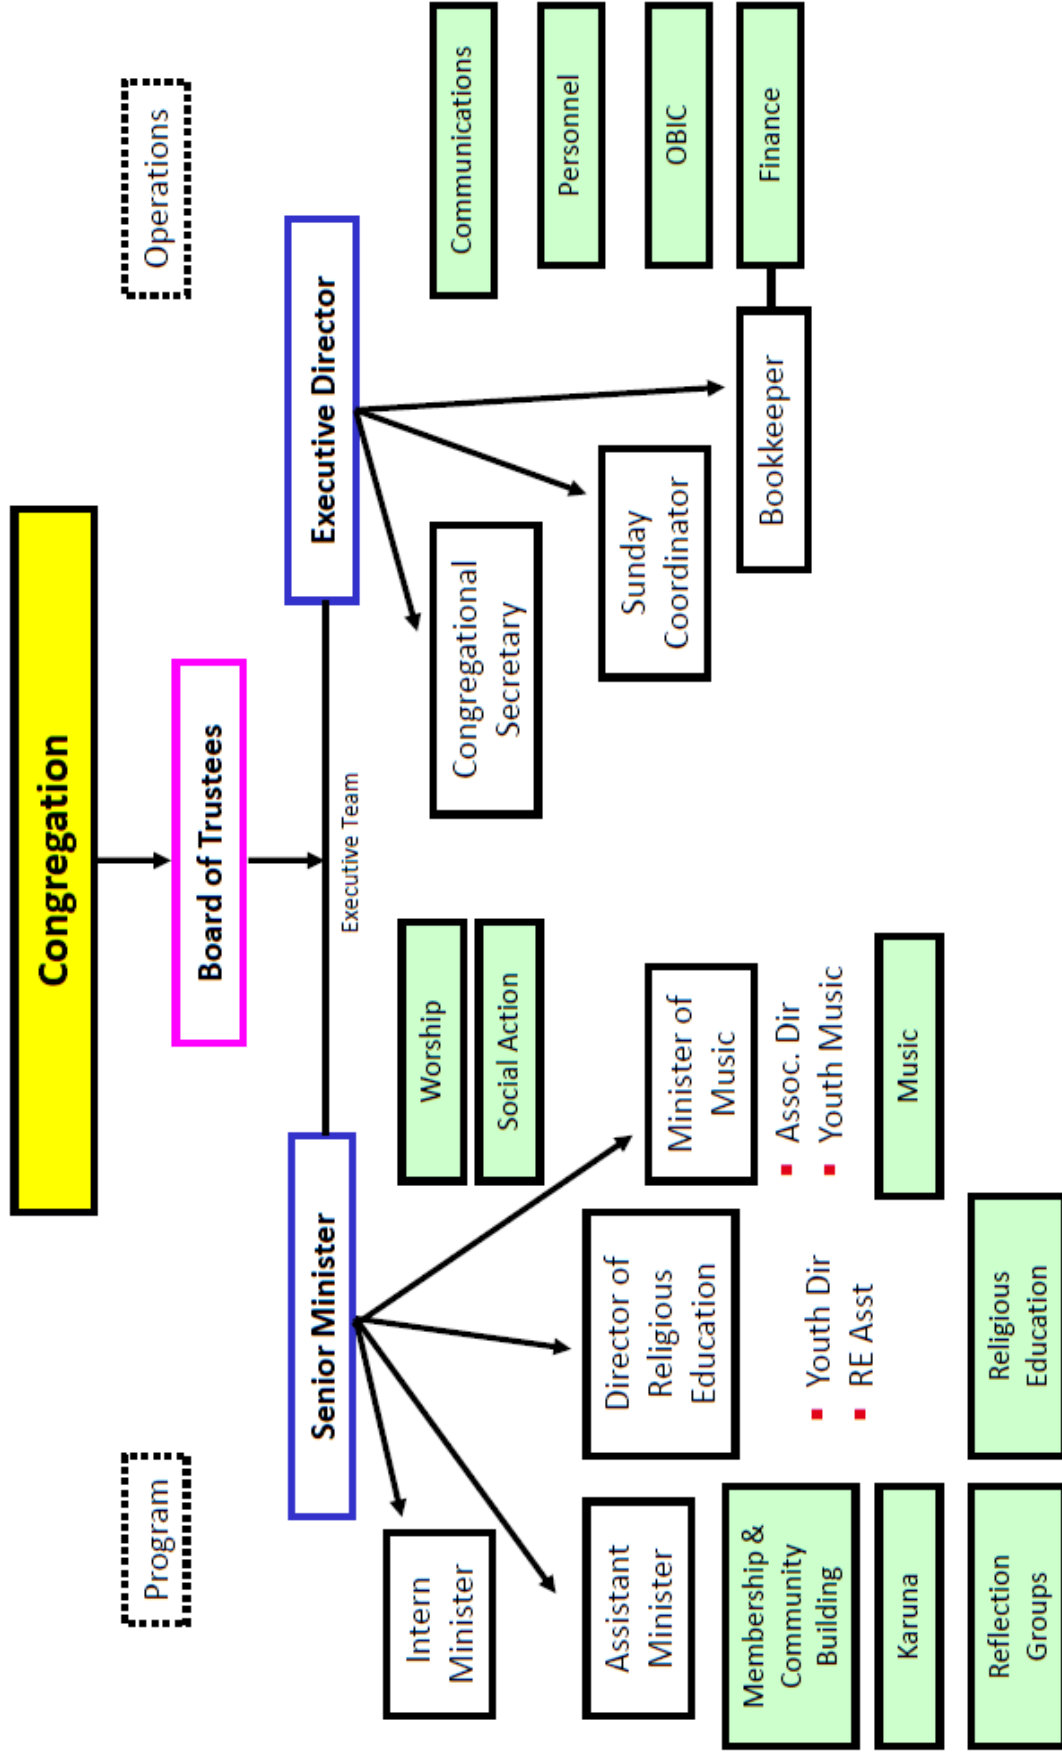 Congregation
Program
Operations
Board of Trustees
Senior Minister
Executive Director
Executive Team
Intern
Minister
Worship
Social Action
Congregational
Secretary
Communications
Assistant
Minister
Director of
Religious
Education
Minister of
Music
Sunday
Coordinator
Personnel
OBIC
Bookkeeper
Finance
Membership &
Community
Building
▪ Youth Dir
▪ RE Asst
▪ Assoc. Dir
▪ Youth Music
Karuna
Music
Reflection
Groups
Religious
Education